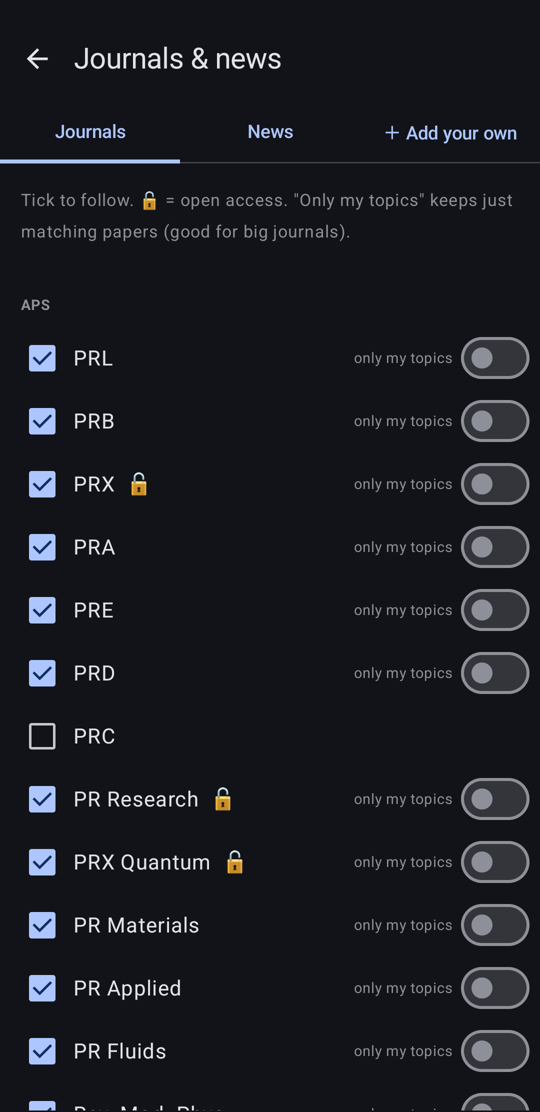 Journals & news
Journals
News
+ Add your own
Tick to follow. 🔓 = open access. "Only my topics" keeps just
matching papers (good for big journals).
APS
PRL only my topics
PRB only my topics
PRX 🔓 only my topics
PRA only my topics
PRE only my topics
PRD only my topics
PRC
PR Research 🔓 only my topics
PRX Quantum 🔓 only my topics
PR Materials only my topics
PR Applied only my topics
PR Fluids only my topics